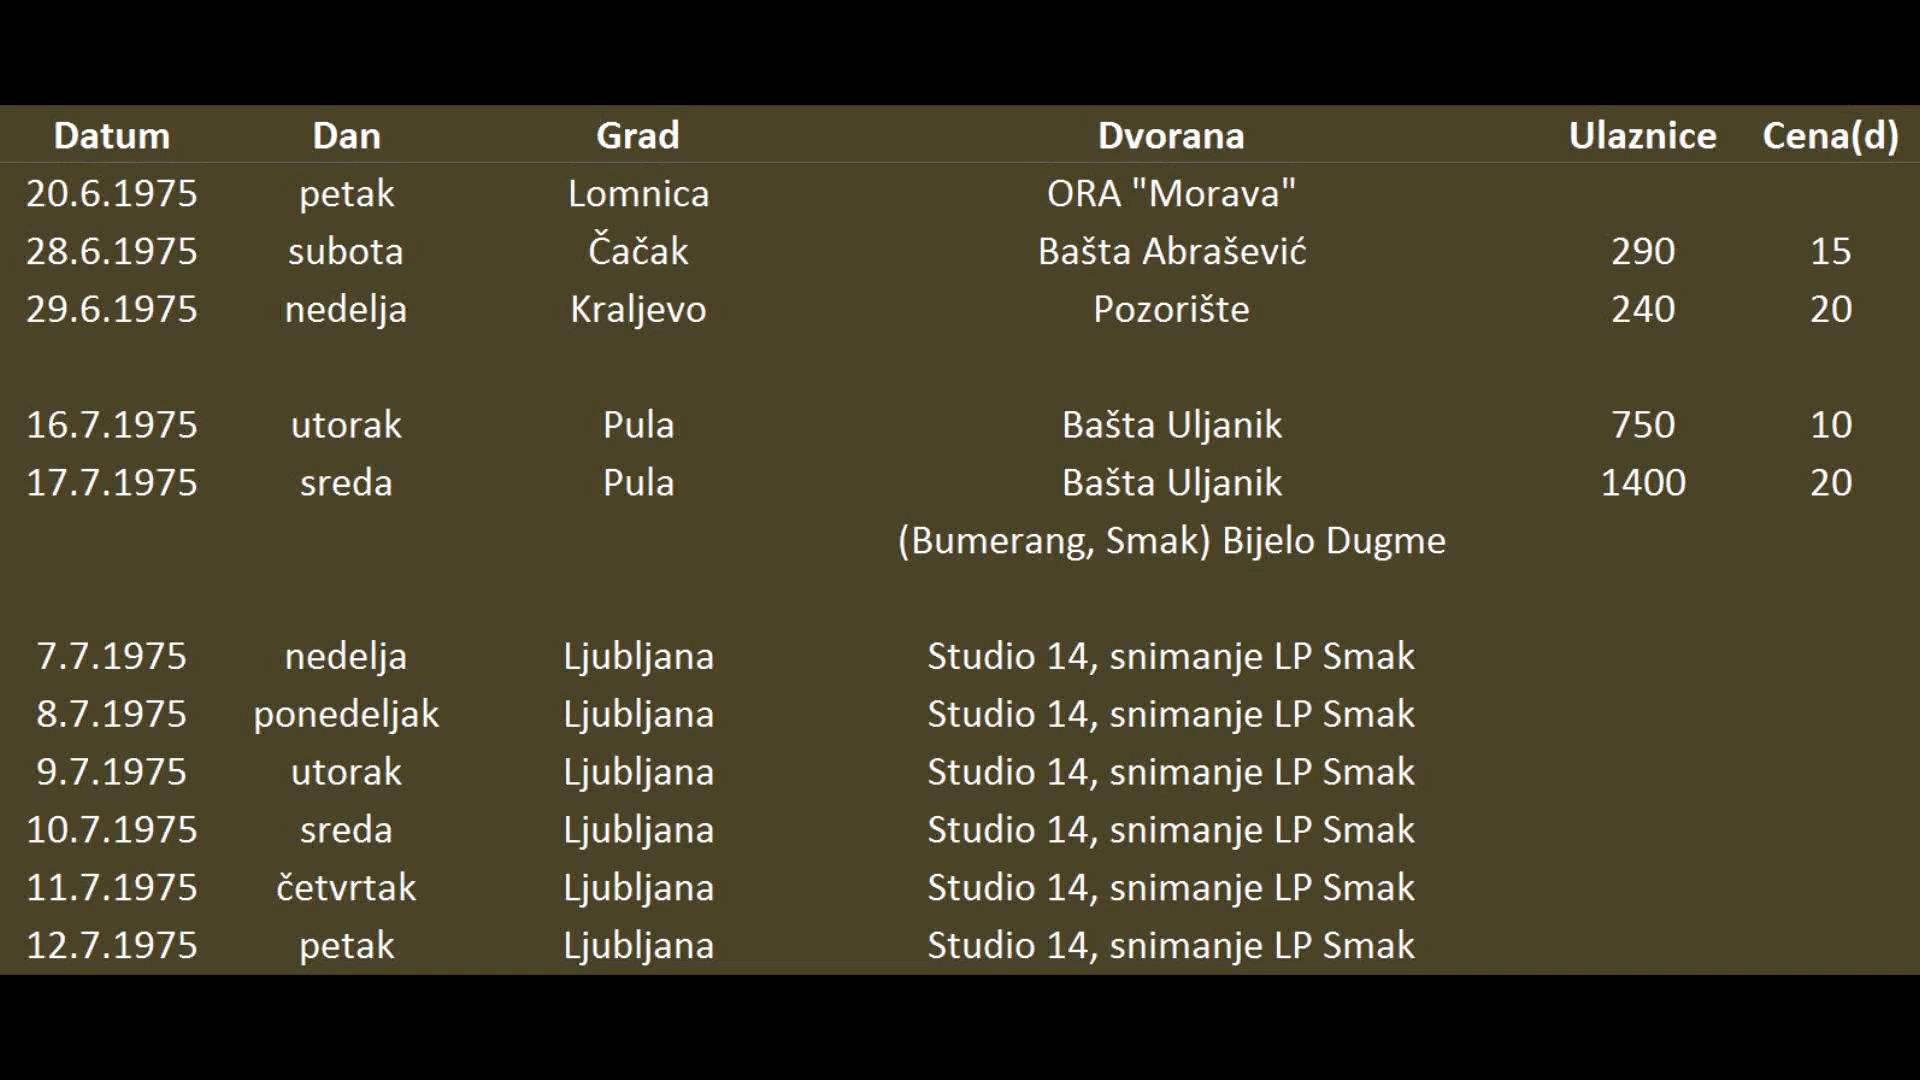 Datum Dan Grad Dvorana Ulaznice Cena(d)
20.6.1975 petak Lomnica ORA "Morava"
28.6.1975 subota Čačak Bašta Abrašević 290 15
29.6.1975 nedelja Kraljevo Pozorište 240 20
16.7.1975 utorak Pula Bašta Uljanik 750 10
17.7.1975 sreda Pula Bašta Uljanik 1400 20
(Bumerang, Smak) Bijelo Dugme
7.7.1975 nedelja Ljubljana Studio 14, snimanje LP Smak
8.7.1975 ponedeljak Ljubljana Studio 14, snimanje LP Smak
9.7.1975 utorak Ljubljana Studio 14, snimanje LP Smak
10.7.1975 sreda Ljubljana Studio 14, snimanje LP Smak
11.7.1975 četvrtak Ljubljana Studio 14, snimanje LP Smak
12.7.1975 petak Ljubljana Studio 14, snimanje LP Smak